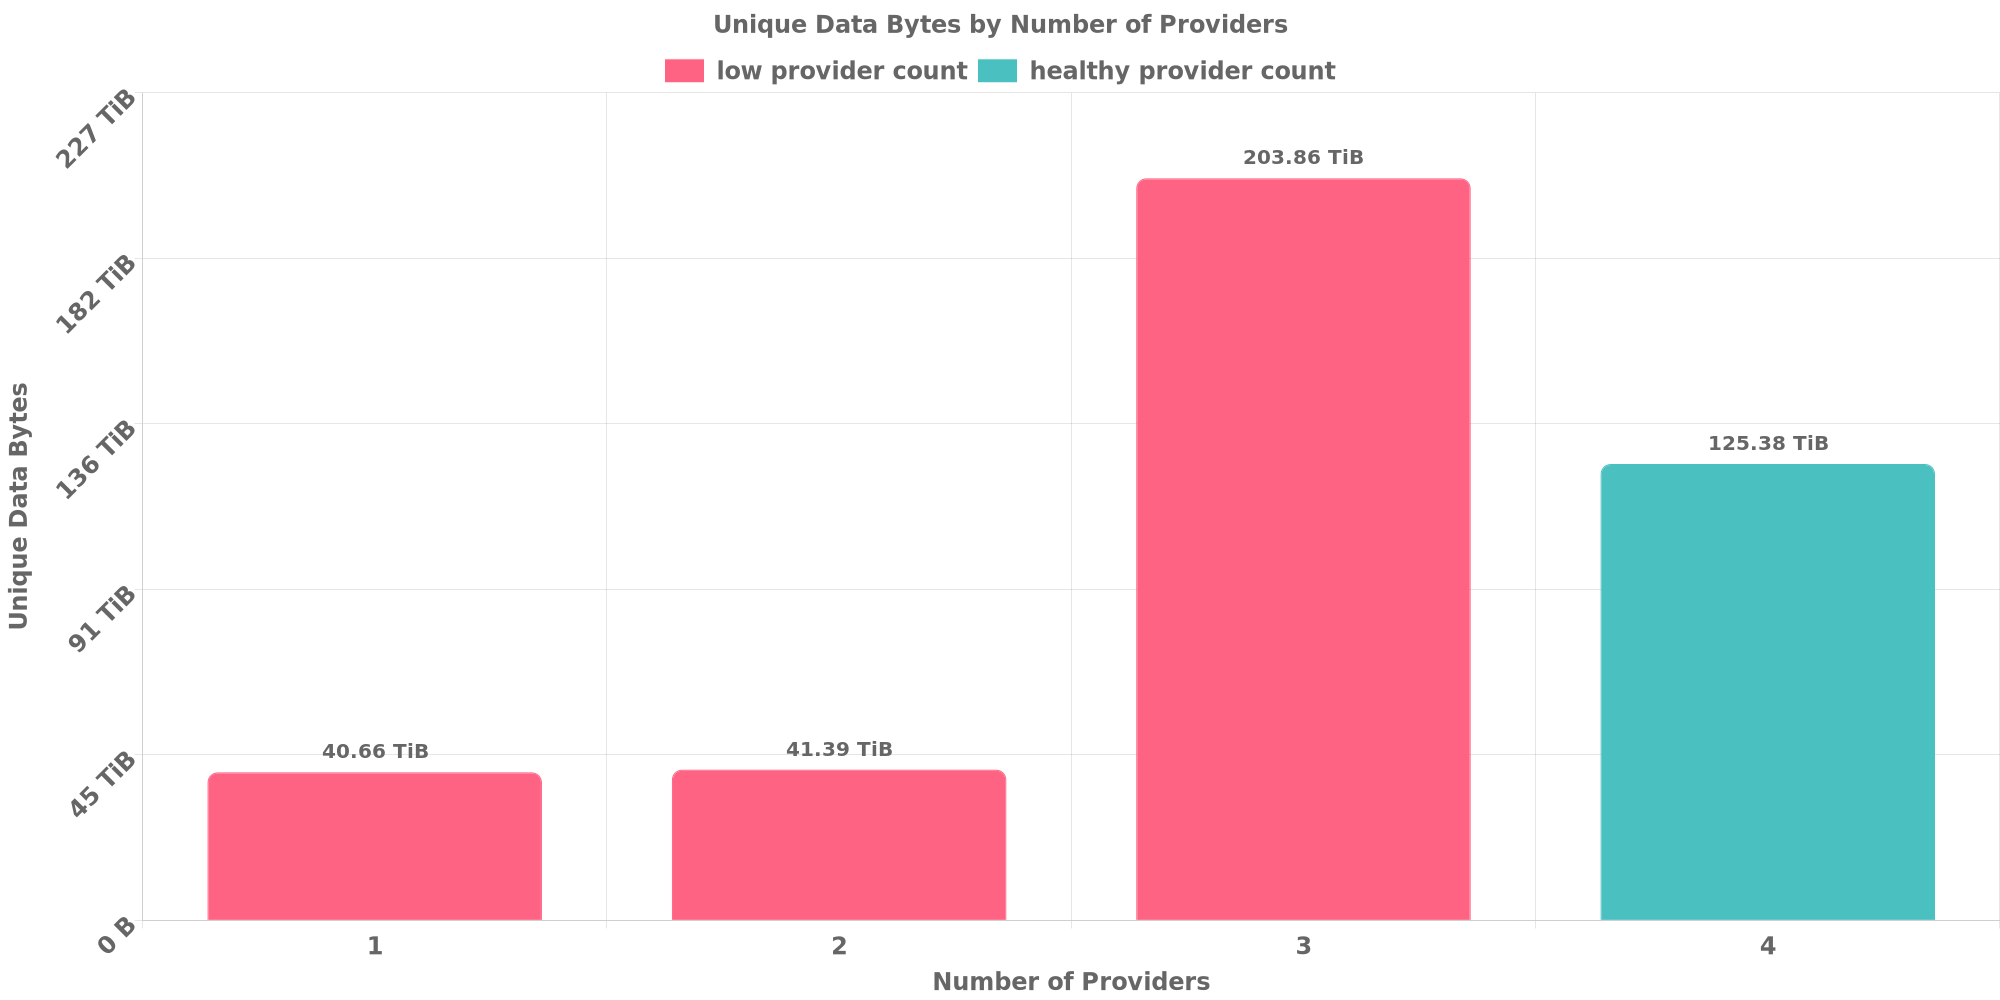 Unique Data Bytes by Number of Providers
low provider count
healthy provider count
Unique Data Bytes
227 TiB
182 TiB
136 TiB
91 TiB
45 TiB
0 B
40.66 TiB
41.39 TiB
203.86 TiB
125.38 TiB
1
2
3
4
Number of Providers